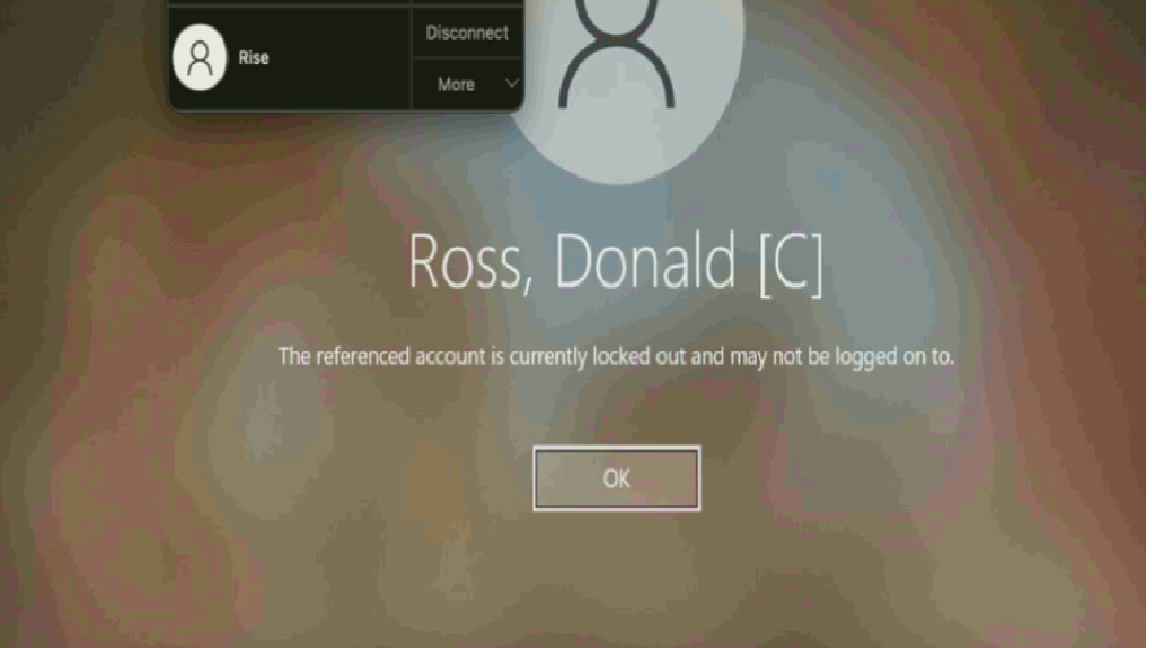 Disconnect
Rise
More
Ross, Donald [C]
The referenced account is currently locked out and may not be logged on to.
OK